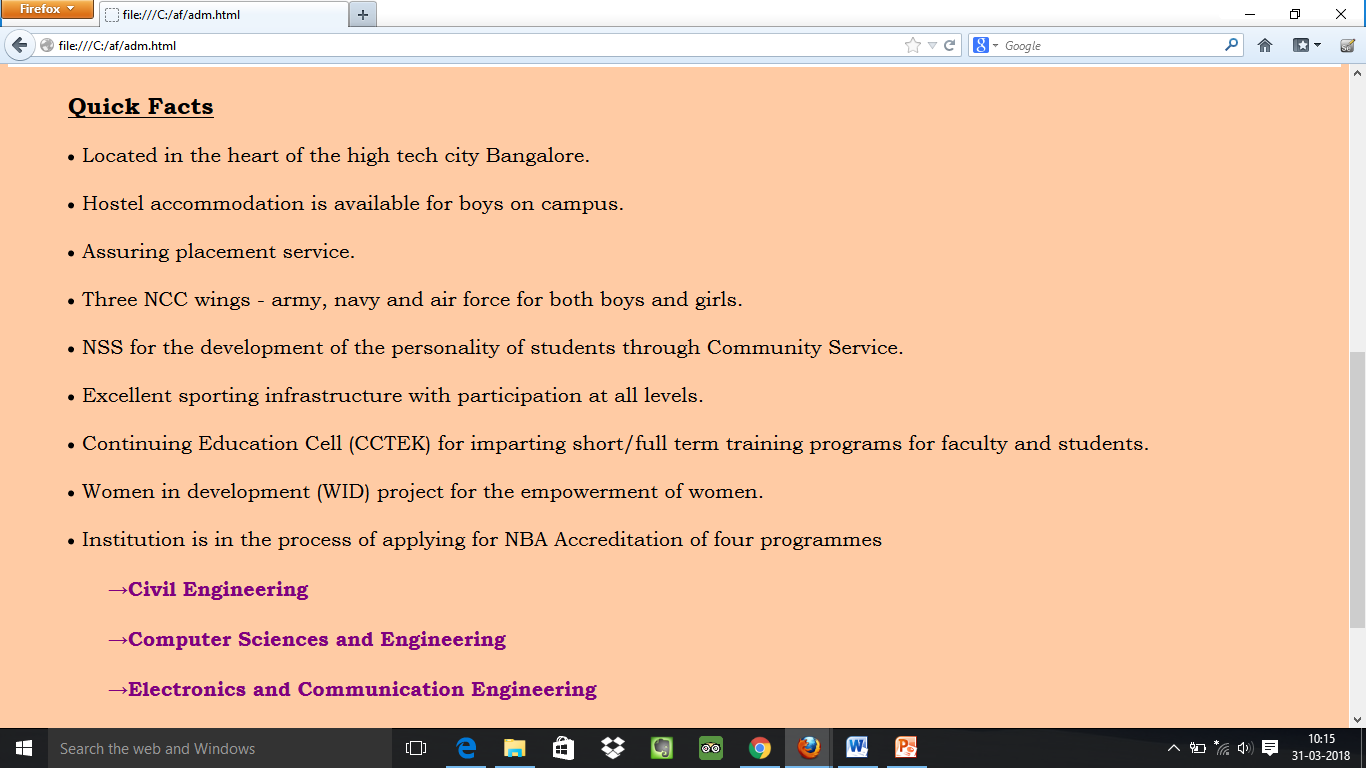 Firefox
file:///C:/af/adm.html
file:///C:/af/adm.html
Google
Quick Facts
• Located in the heart of the high tech city Bangalore.
• Hostel accommodation is available for boys on campus.
• Assuring placement service.
• Three NCC wings - army, navy and air force for both boys and girls.
• NSS for the development of the personality of students through Community Service.
• Excellent sporting infrastructure with participation at all levels.
• Continuing Education Cell (CCTEK) for imparting short/full term training programs for faculty and students.
• Women in development (WID) project for the empowerment of women.
• Institution is in the process of applying for NBA Accreditation of four programmes
→Civil Engineering
→Computer Sciences and Engineering
→Electronics and Communication Engineering
Search the web and Windows
10:15
31-03-2018